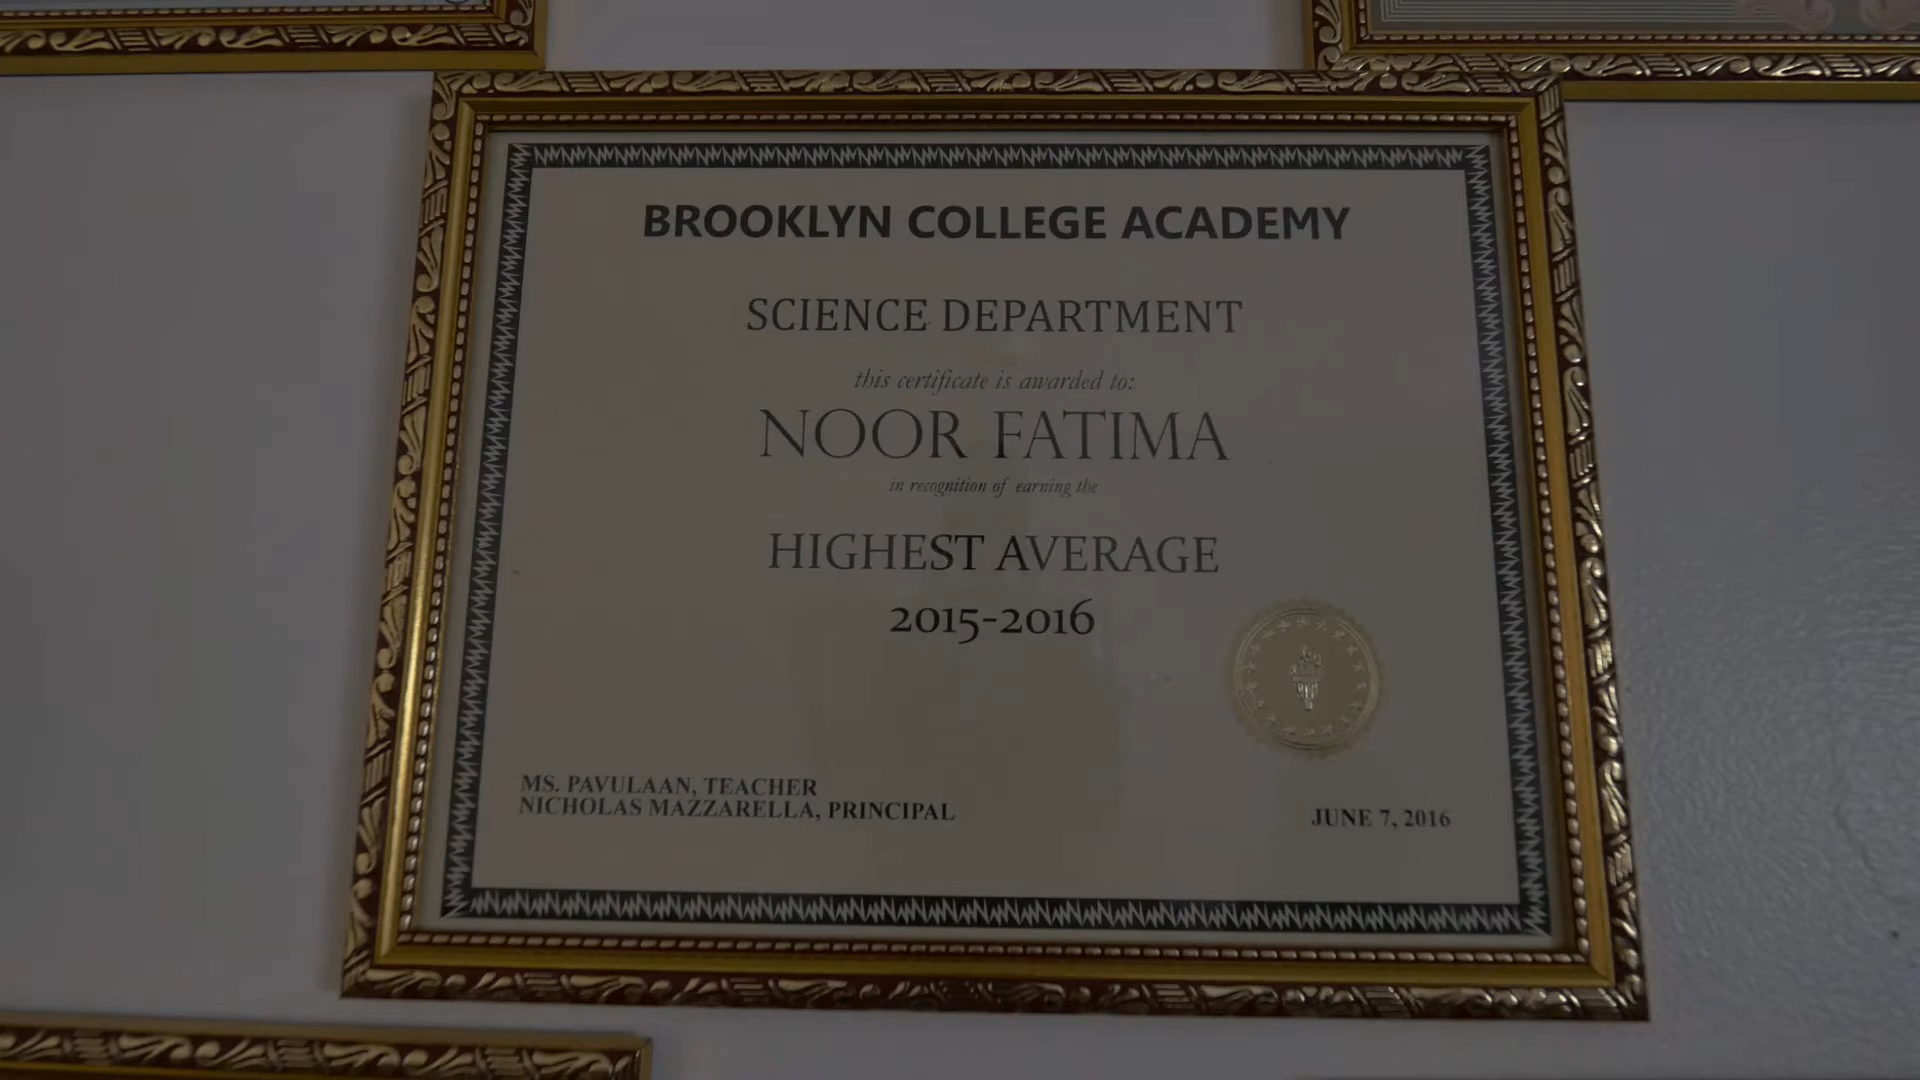 BROOKLYN COLLEGE ACADEMY
SCIENCE DEPARTMENT
this certificate is awarded to:
NOOR FATIMA
in recognition of earning the
HIGHEST AVERAGE
2015-2016
MS. PAVULAAN, TEACHER
NICHOLAS MAZZARELLA, PRINCIPAL
JUNE 7, 2016